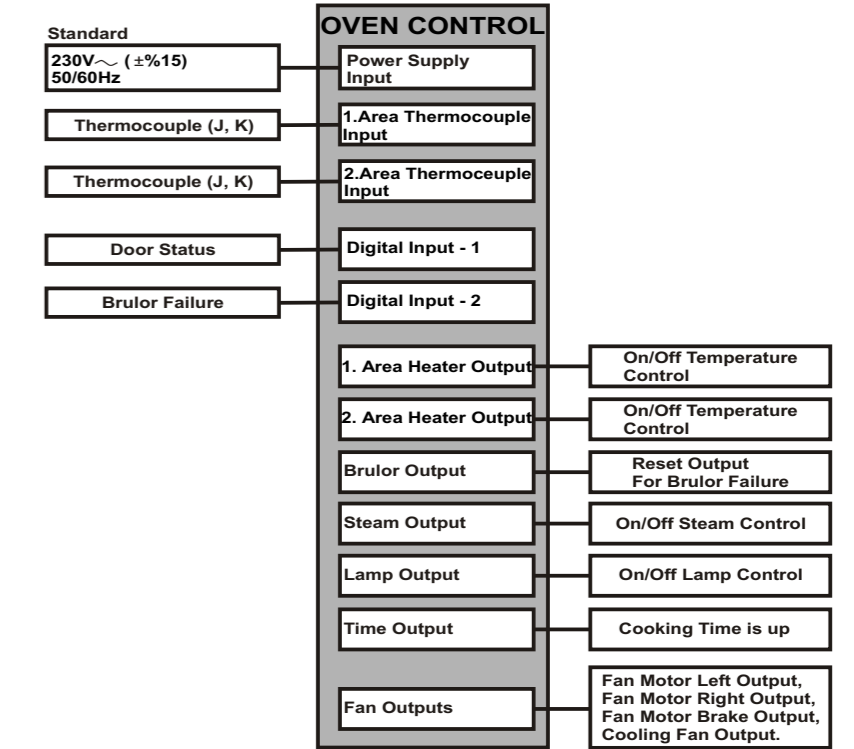 OVEN CONTROL
Standard
230V～ ( ±%15)
50/60Hz
Power Supply
Input
Thermocouple (J, K)
1.Area Thermocouple
Input
Thermocouple (J, K)
2.Area Thermoceuple
Input
Door Status
Digital Input - 1
Brulor Failure
Digital Input - 2
1. Area Heater Output
On/Off Temperature
Control
2. Area Heater Output
On/Off Temperature
Control
Brulor Output
Reset Output
For Brulor Failure
Steam Output
On/Off Steam Control
Lamp Output
On/Off Lamp Control
Time Output
Cooking Time is up
Fan Outputs
Fan Motor Left Output,
Fan Motor Right Output,
Fan Motor Brake Output,
Cooling Fan Output.